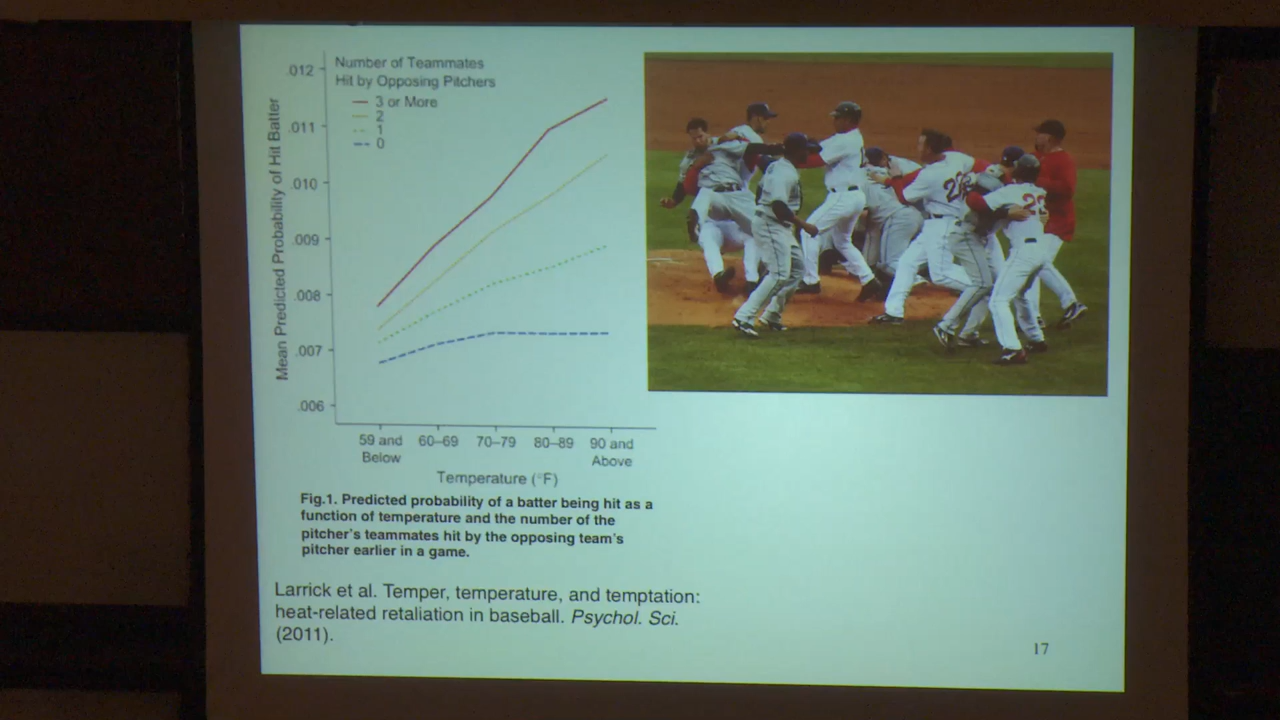 Number of Teammates
Hit by Opposing Pitchers
3 or More
2
1
0
.012
.011
.010
.009
.008
.007
.006
Mean Predicted Probability of Hit Batter
59 and
Below
60–69
70–79
80–89
90 and
Above
Temperature (°F)
Fig.1. Predicted probability of a batter being hit as a
function of temperature and the number of the
pitcher's teammates hit by the opposing team's
pitcher earlier in a game.
Larrick et al. Temper, temperature, and temptation:
heat-related retaliation in baseball. Psychol. Sci.
(2011).
23
17